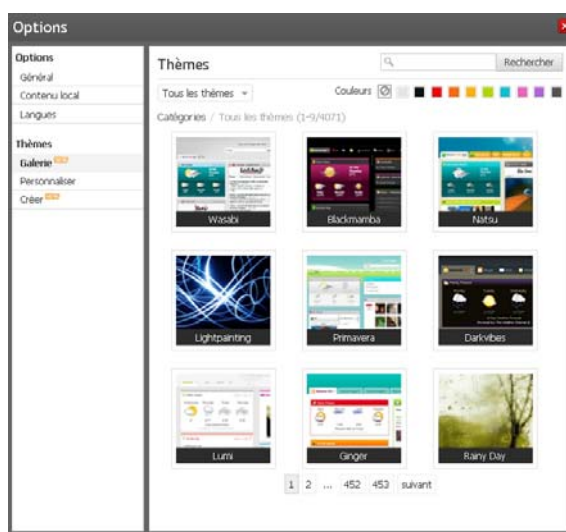 Options
Options
Général
Contenu local
Langues
Thèmes
Galerie
Personnaliser
Créer
Thèmes
Rechercher
Tous les thèmes
Couleurs
Catégories / Tous les thèmes (1-9/4071)
Wasabi
Blackmamba
Natsu
Lightpainting
Primavera
Darkvibes
Lumi
Ginger
Rainy Day
1 2 ... 452 453 suivant